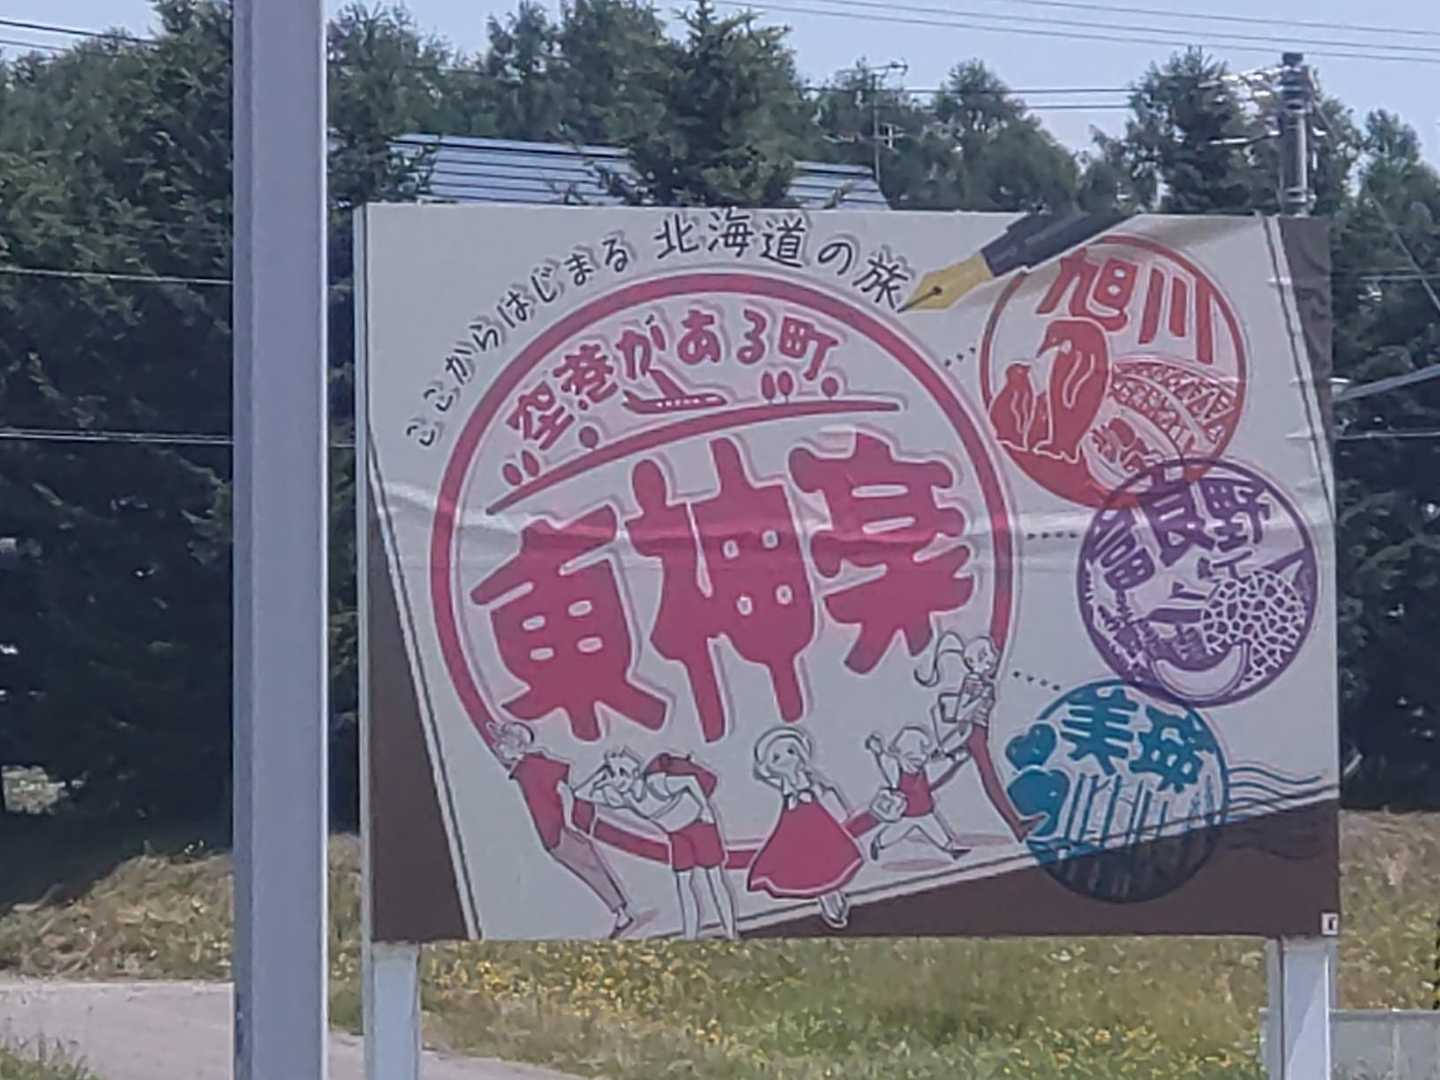 ここからはじまる 北海道の旅
空港がある町
東神楽
旭川
富良野
美瑛